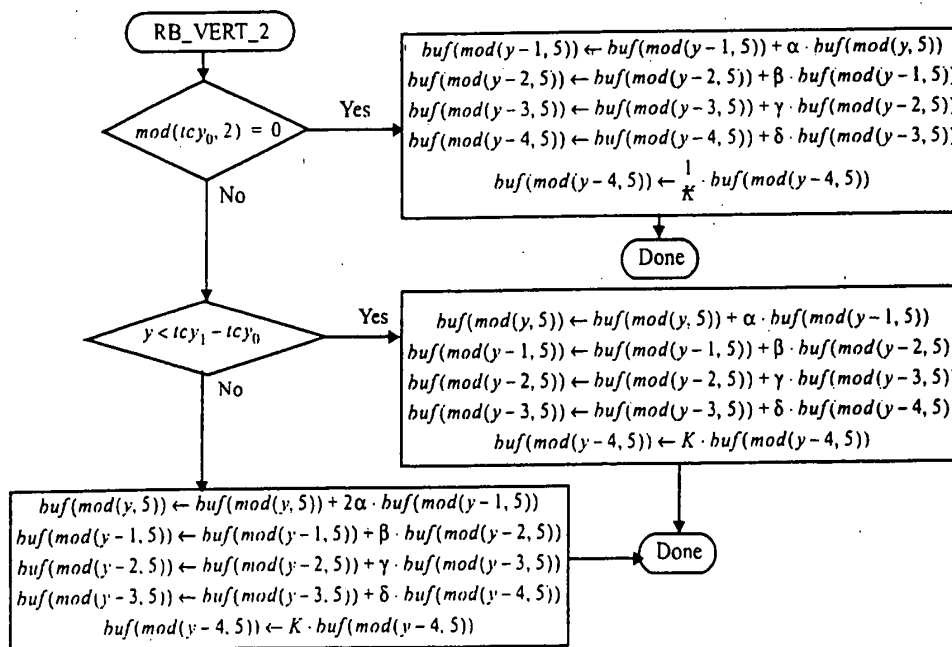 RB_VERT_2
mod(tcy₀, 2) = 0
Yes
No
buf(mod(y-1, 5)) ← buf(mod(y-1, 5)) + α · buf(mod(y, 5))
buf(mod(y-2, 5)) ← buf(mod(y-2, 5)) + β · buf(mod(y-1, 5))
buf(mod(y-3, 5)) ← buf(mod(y-3, 5)) + γ · buf(mod(y-2, 5))
buf(mod(y-4, 5)) ← buf(mod(y-4, 5)) + δ · buf(mod(y-3, 5))
buf(mod(y-4, 5)) ← 1/K · buf(mod(y-4, 5))
Done
y < tcy₁ - tcy₀
Yes
No
buf(mod(y, 5)) ← buf(mod(y, 5)) + α · buf(mod(y-1, 5))
buf(mod(y-1, 5)) ← buf(mod(y-1, 5)) + β · buf(mod(y-2, 5)
buf(mod(y-2, 5)) ← buf(mod(y-2, 5)) + γ · buf(mod(y-3, 5)
buf(mod(y-3, 5)) ← buf(mod(y-3, 5)) + δ · buf(mod(y-4, 5)
buf(mod(y-4, 5)) ← K · buf(mod(y-4, 5))
buf(mod(y, 5)) ← buf(mod(y, 5)) + 2α · buf(mod(y-1, 5))
buf(mod(y-1, 5)) ← buf(mod(y-1, 5)) + β · buf(mod(y-2, 5))
buf(mod(y-2, 5)) ← buf(mod(y-2, 5)) + γ · buf(mod(y-3, 5))
buf(mod(y-3, 5)) ← buf(mod(y-3, 5)) + δ · buf(mod(y-4, 5))
buf(mod(y-4, 5)) ← K · buf(mod(y-4, 5))
Done